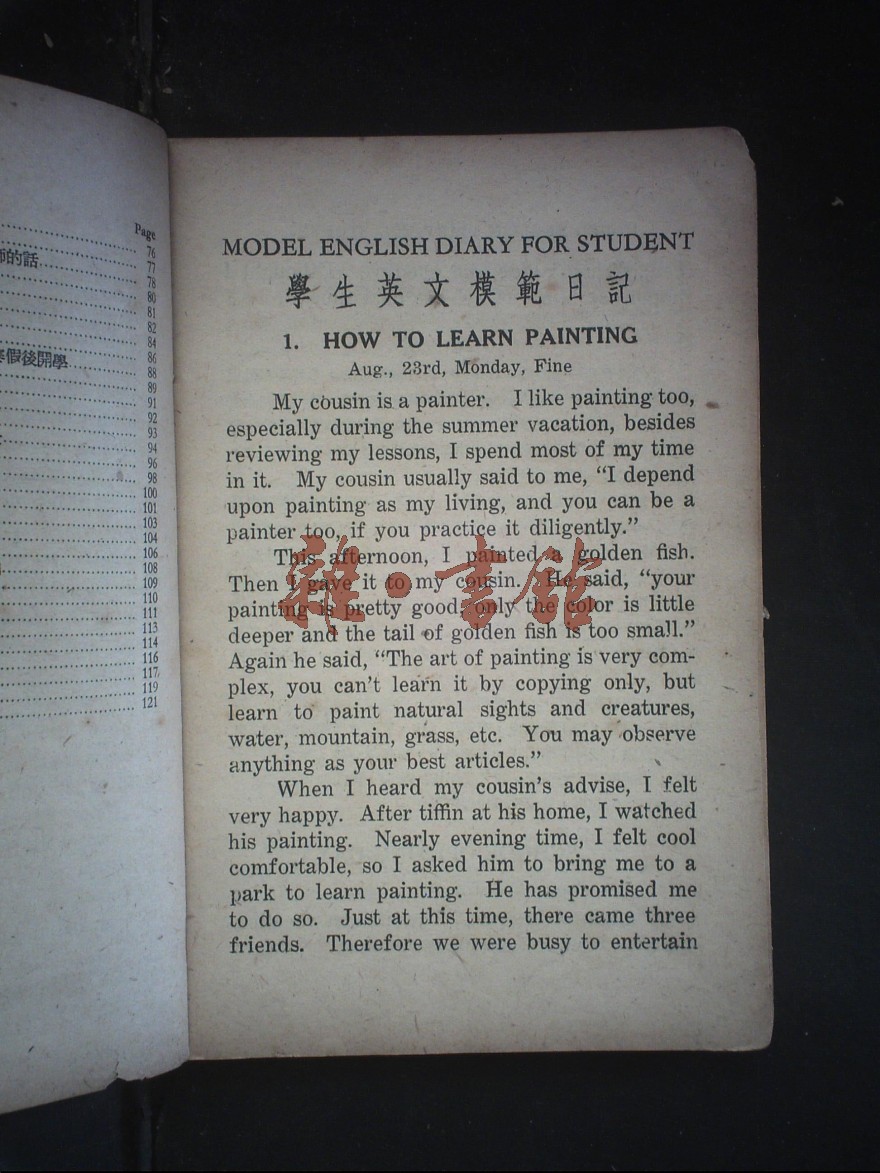 Page
76
師的話 77
78
80
81
82
84
86
寒假後開學 88
89
91
92
93
94
96
98
100
101
103
104
106
108
109
110
111
113
114
116
117
119
121
MODEL ENGLISH DIARY FOR STUDENT
學生英文模範日記
1. HOW TO LEARN PAINTING
Aug., 23rd, Monday, Fine
My cousin is a painter. I like painting too,
especially during the summer vacation, besides
reviewing my lessons, I spend most of my time
in it. My cousin usually said to me, “I depend
upon painting as my living, and you can be a
painter too, if you practice it diligently.”
This afternoon, I painted a golden fish.
Then I gave it to my cousin. He said, “your
painting is pretty good, only the color is little
deeper and the tail of golden fish is too small.”
Again he said, “The art of painting is very com-
plex, you can't learn it by copying only, but
learn to paint natural sights and creatures,
water, mountain, grass, etc. You may observe
anything as your best articles.”
When I heard my cousin's advise, I felt
very happy. After tiffin at his home, I watched
his painting. Nearly evening time, I felt cool
comfortable, so I asked him to bring me to a
park to learn painting. He has promised me
to do so. Just at this time, there came three
friends. Therefore we were busy to entertain
雜·書館